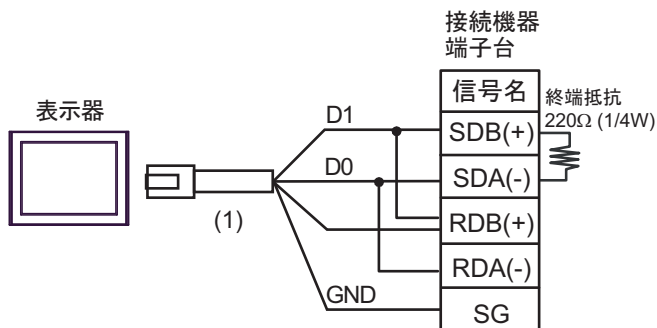 接続機器
端子台
信号名
終端抵抗
220Ω (1/4W)
表示器
D1
SDB(+)
D0
SDA(-)
(1)
RDB(+)
RDA(-)
GND
SG